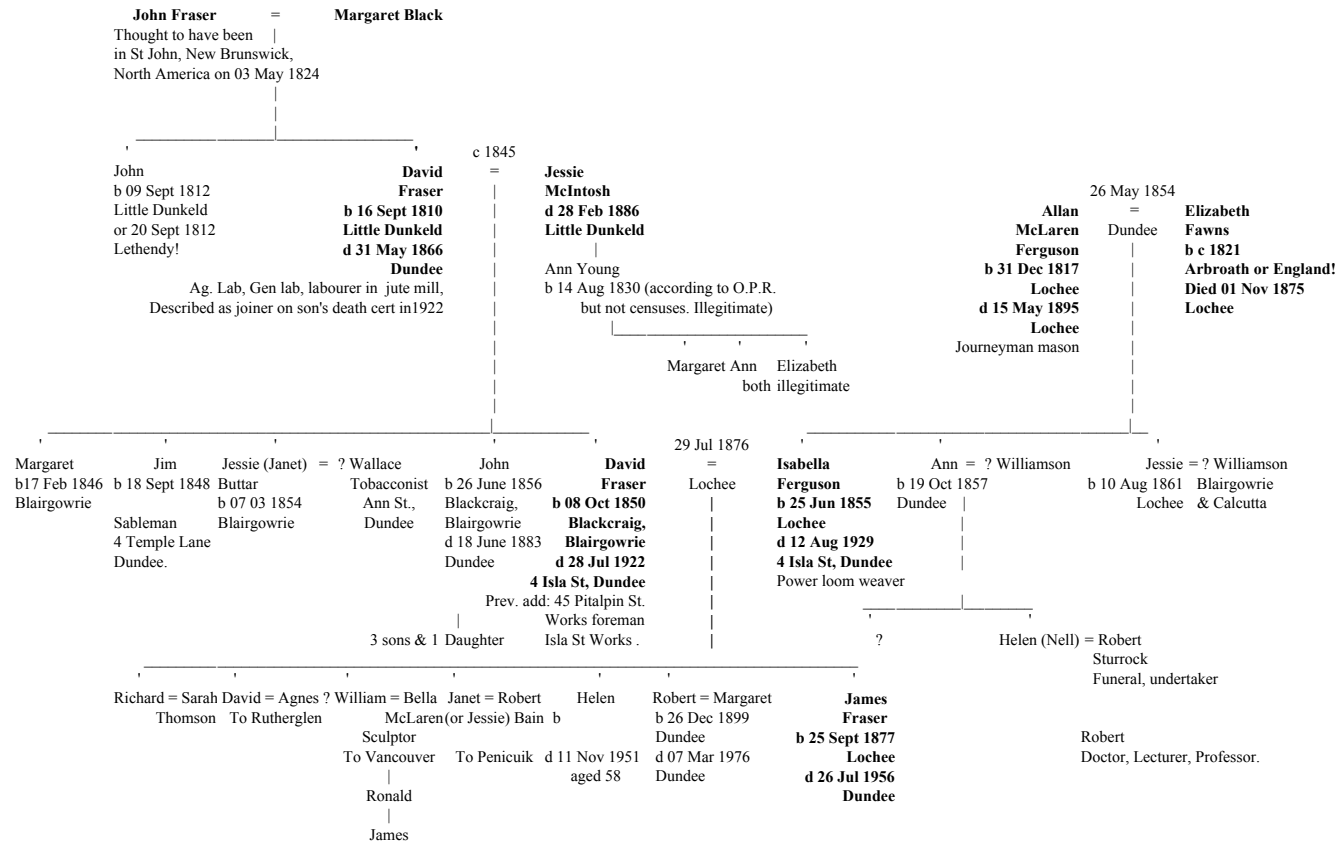 John Fraser = Margaret Black
Thought to have been |
in St John, New Brunswick,
North America on 03 May 1824
c 1845
John David = Jessie
b 09 Sept 1812 Fraser | McIntosh 26 May 1854
Little Dunkeld b 16 Sept 1810 | d 28 Feb 1886 Allan = Elizabeth
or 20 Sept 1812 Little Dunkeld | Little Dunkeld McLaren Dundee Fawns
Lethendy! d 31 May 1866 | | Ferguson | b c 1821
Dundee | Ann Young b 31 Dec 1817 | Arbroath or England!
Ag. Lab, Gen lab, labourer in jute mill, | b 14 Aug 1830 (according to O.P.R. Lochee | Died 01 Nov 1875
Described as joiner on son's death cert in1922 | but not censuses. Illegitimate) d 15 May 1895 | Lochee
Lochee |
Journeyman mason |
Margaret Ann Elizabeth
both illegitimate
29 Jul 1876
Margaret Jim Jessie (Janet) = ? Wallace John David = Isabella Ann = ? Williamson Jessie = ? Williamson
b17 Feb 1846 b 18 Sept 1848 Buttar Tobacconist b 26 June 1856 Fraser Lochee Ferguson b 19 Oct 1857 b 10 Aug 1861 Blairgowrie
Blairgowrie b 07 03 1854 Ann St., Blackcraig, b 08 Oct 1850 | b 25 Jun 1855 Dundee | Lochee & Calcutta
Sableman Blairgowrie Dundee Blairgowrie Blackcraig, | Lochee |
4 Temple Lane d 18 June 1883 Blairgowrie | d 12 Aug 1929 |
Dundee. Dundee d 28 Jul 1922 | 4 Isla St, Dundee |
4 Isla St, Dundee | Power loom weaver
Prev. add: 45 Pitalpin St. |
| Works foreman |
3 sons & 1 Daughter Isla St Works . | ? Helen (Nell) = Robert
Sturrock
Funeral, undertaker
Richard = Sarah David = Agnes ? William = Bella Janet = Robert Helen Robert = Margaret James
Thomson To Rutherglen McLaren (or Jessie) Bain b b 26 Dec 1899 Fraser
Sculptor Dundee b 25 Sept 1877 Robert
To Vancouver To Penicuik d 11 Nov 1951 d 07 Mar 1976 Lochee Doctor, Lecturer, Professor.
| aged 58 Dundee d 26 Jul 1956
Ronald Dundee
|
James